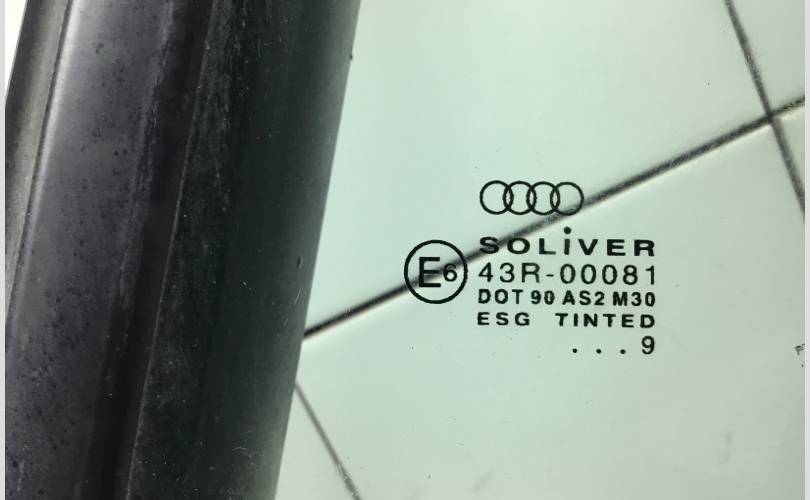 SOLiVER
E6 43R-00081
DOT 90 AS2 M30
ESG TINTED
. . . 9